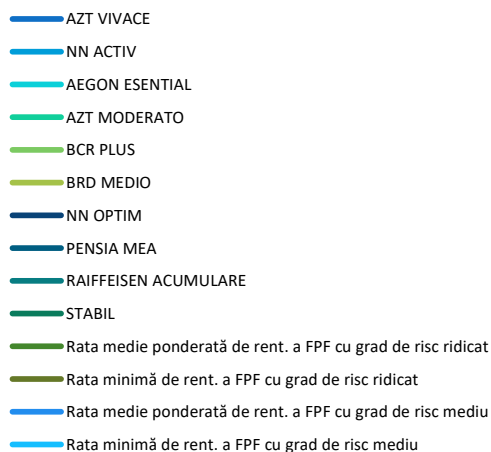 AZT VIVACE
NN ACTIV
AEGON ESENTIAL
AZT MODERATO
BCR PLUS
BRD MEDIO
NN OPTIM
PENSIA MEA
RAIFFEISEN ACUMULARE
STABIL
Rata medie ponderată de rent. a FPF cu grad de risc ridicat
Rata minimă de rent. a FPF cu grad de risc ridicat
Rata medie ponderată de rent. a FPF cu grad de risc mediu
Rata minimă de rent. a FPF cu grad de risc mediu